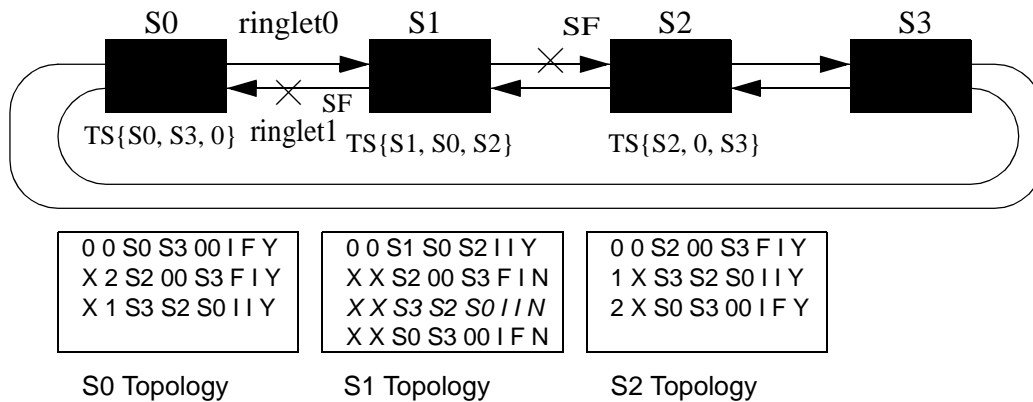 S0 ringlet0 S1 SF S2 S3
SF
ringlet1
TS{S0, S3, 0} TS{S1, S0, S2} TS{S2, 0, S3}
0 0 S0 S3 00 I F Y
X 2 S2 00 S3 F I Y
X 1 S3 S2 S0 I I Y
0 0 S1 S0 S2 I I Y
X X S2 00 S3 F I N
X X S3 S2 S0 I I N
X X S0 S3 00 I F N
0 0 S2 00 S3 F I Y
1 X S3 S2 S0 I I Y
2 X S0 S3 00 I F Y
S0 Topology S1 Topology S2 Topology